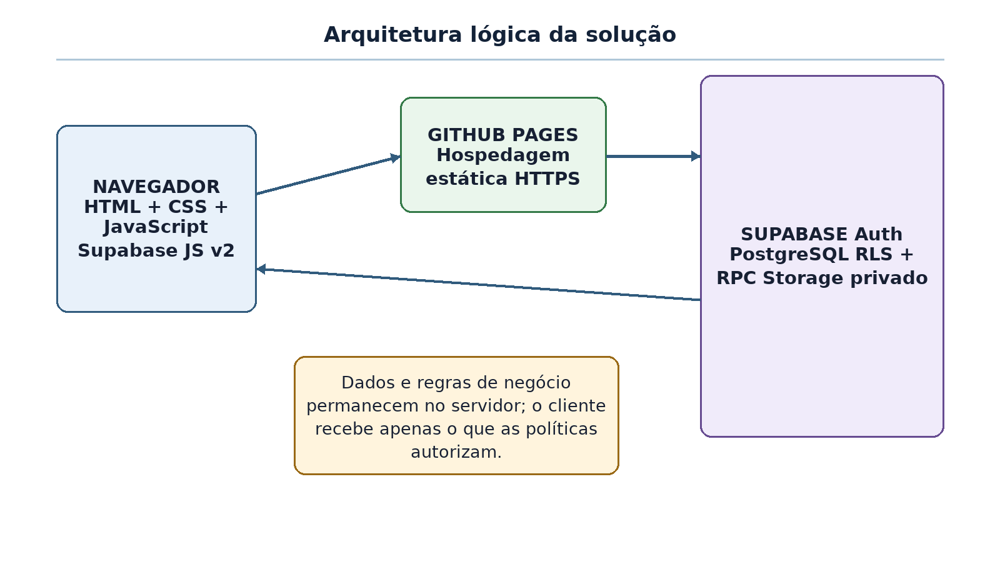 Arquitetura lógica da solução
NAVEGADOR
HTML + CSS +
JavaScript
Supabase JS v2
GITHUB PAGES
Hospedagem
estática HTTPS
SUPABASE Auth
PostgreSQL RLS +
RPC Storage privado
Dados e regras de negócio
permanecem no servidor; o cliente
recebe apenas o que as políticas
autorizam.